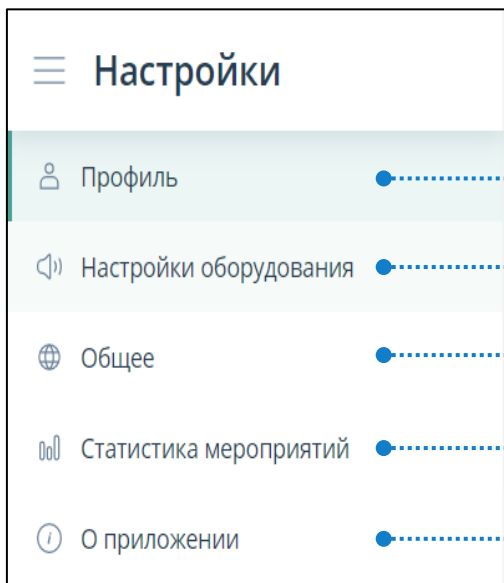 Настройки
Профиль
Настройки оборудования
Общее
Статистика мероприятий
О приложении